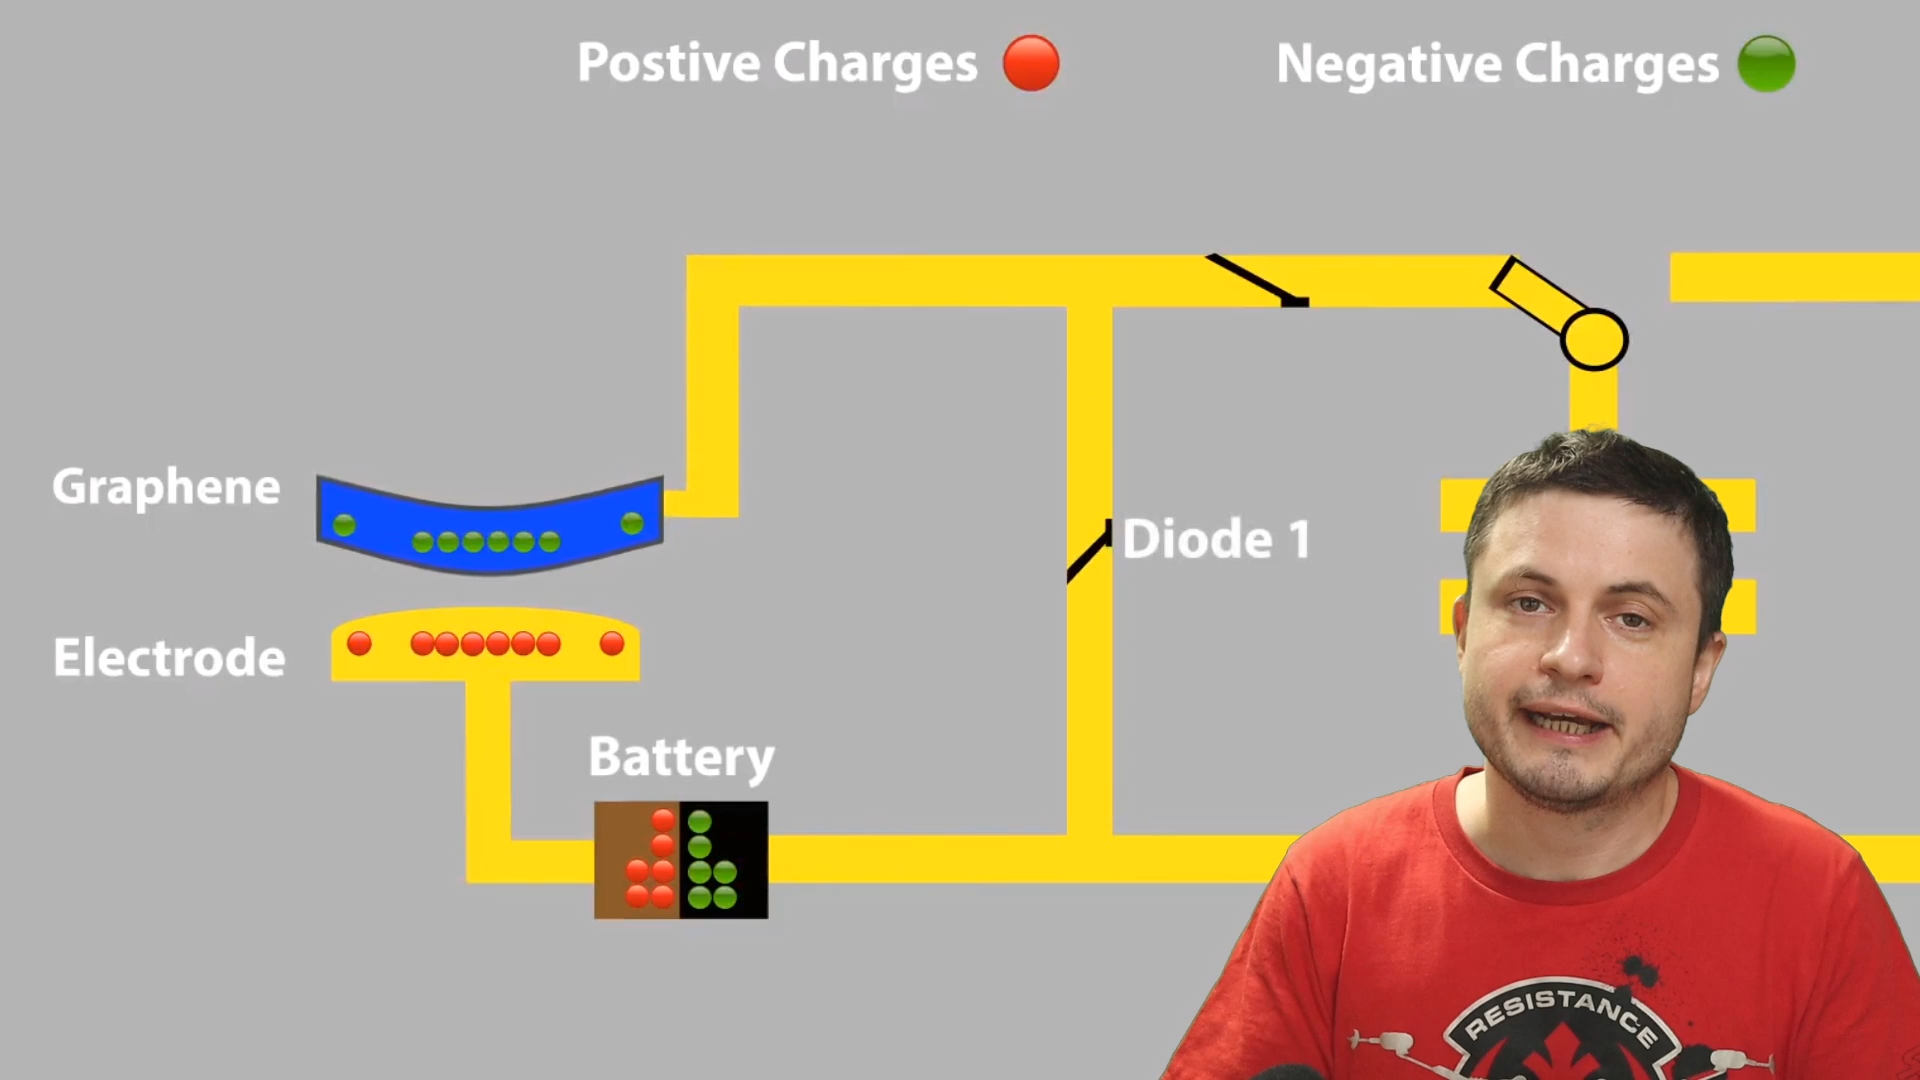 Postive Charges
Negative Charges
Graphene
Diode 1
Electrode
Battery
RESISTANCE